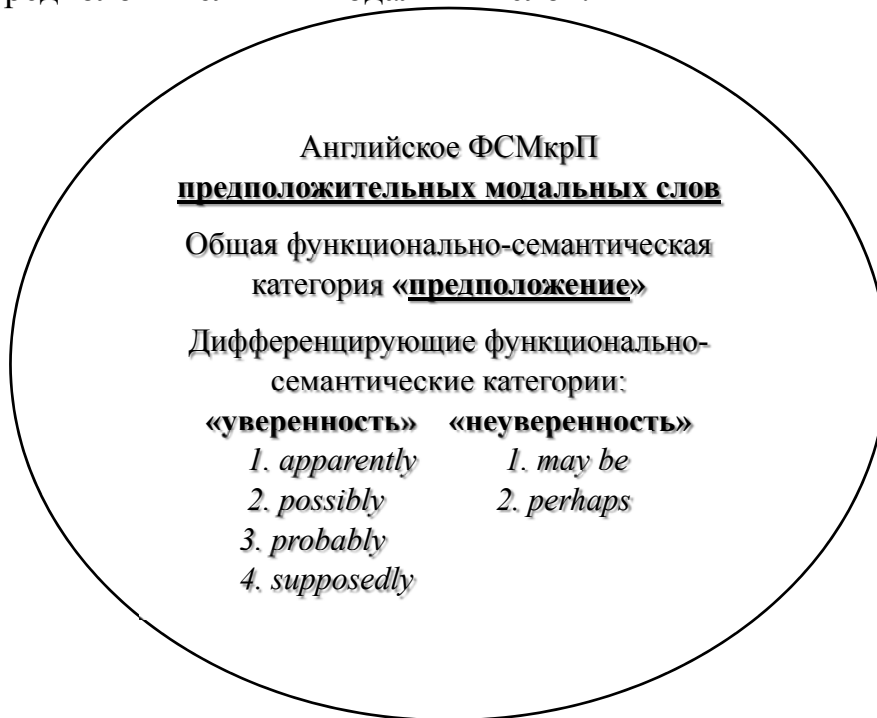 Английское ФСМкрП
предположительных модальных слов
Общая функционально-семантическая
категория «предположение»
Дифференцирующие функционально-
семантические категории:
«уверенность» «неуверенность»
1. apparently 1. may be
2. possibly 2. perhaps
3. probably
4. supposedly